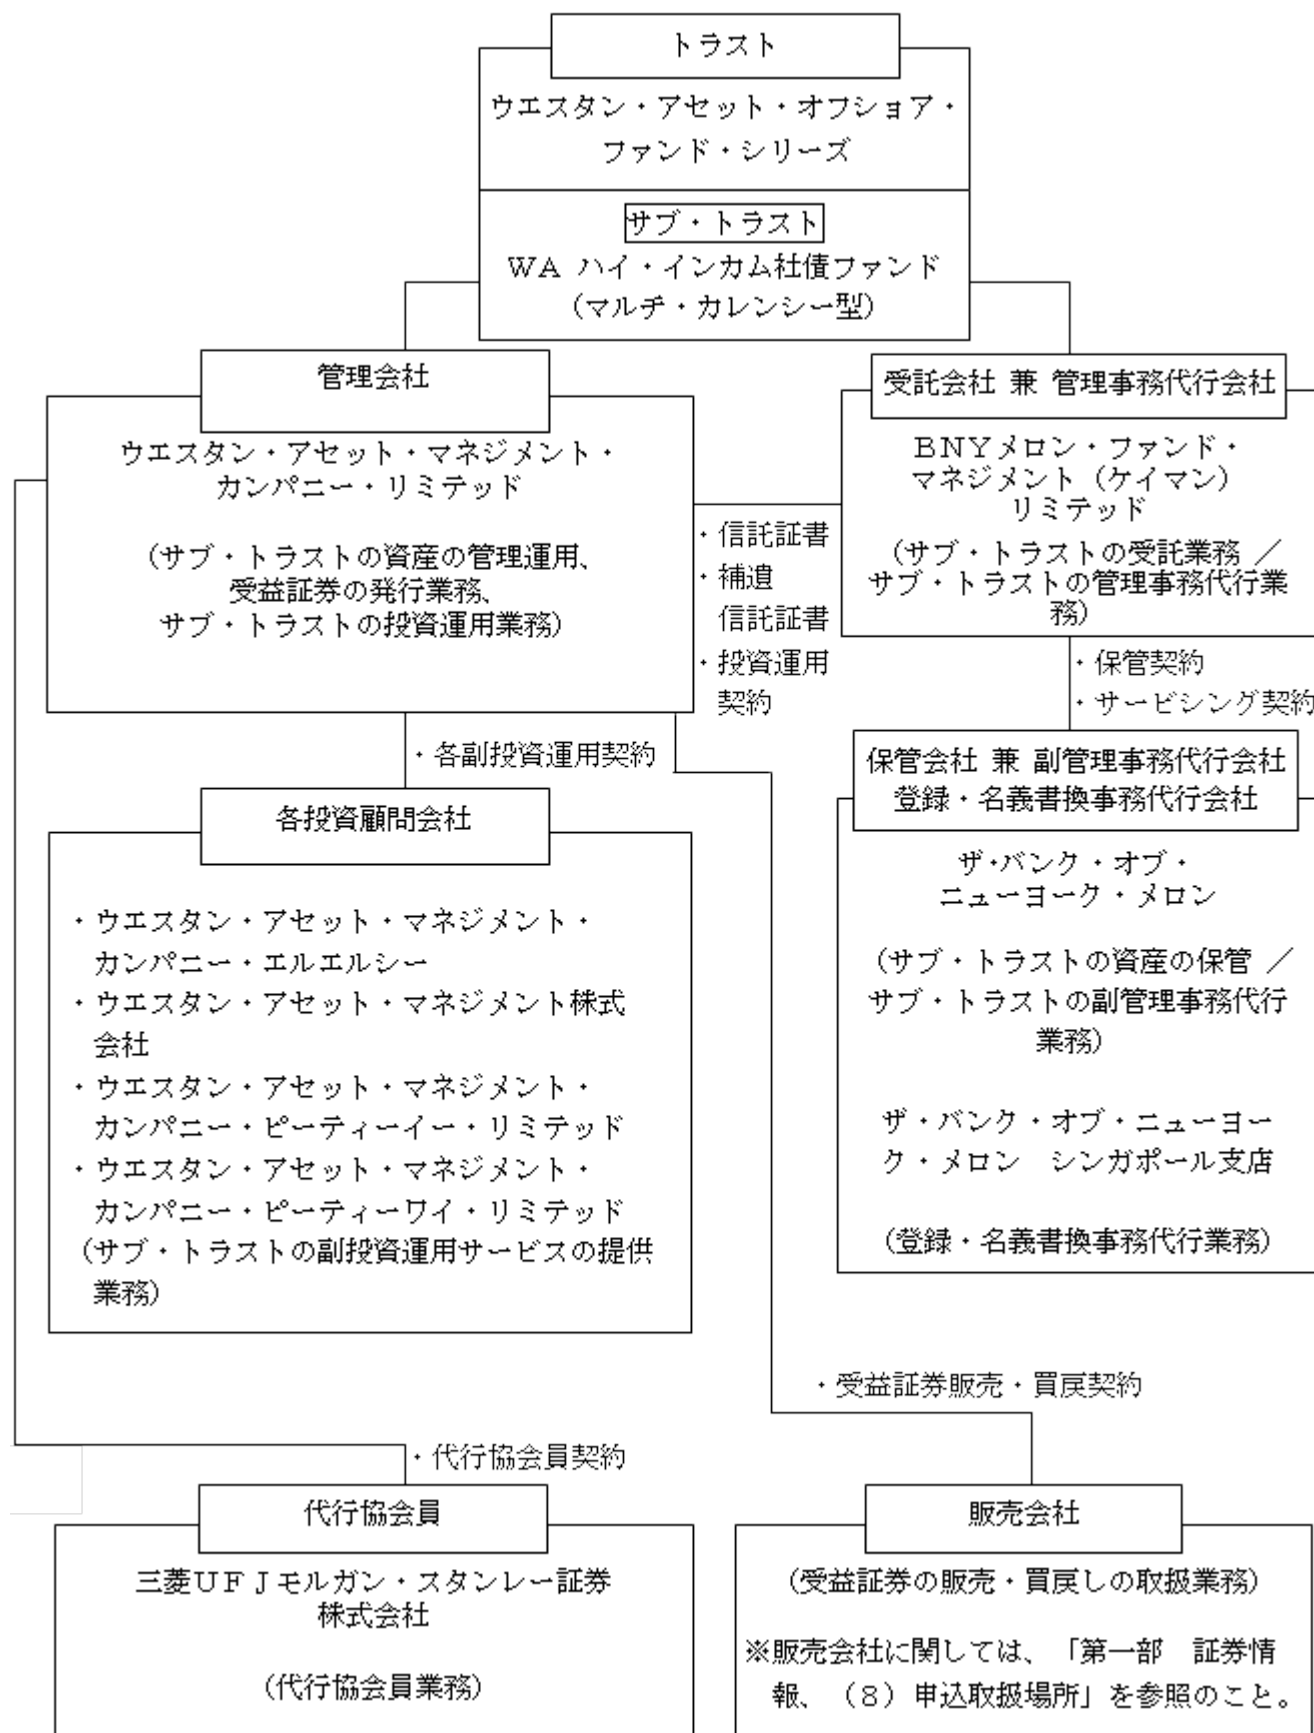 トラスト
ウエスタン・アセット・オフショア・
ファンド・シリーズ
サブ・トラスト
ＷＡ ハイ・インカム社債ファンド
（マルチ・カレンシー型）
管理会社
ウエスタン・アセット・マネジメント・
カンパニー・リミテッド
（サブ・トラストの資産の管理運用、
受益証券の発行業務、
サブ・トラストの投資運用業務）
・信託証書
・補遺
信託証書
・投資運用
契約
受託会社 兼 管理事務代行会社
ＢＮＹメロン・ファンド・
マネジメント（ケイマン）
リミテッド
（サブ・トラストの受託業務 ／
サブ・トラストの管理事務代行業
務）
・保管契約
・サービシング契約
・各副投資運用契約
各投資顧問会社
・ウエスタン・アセット・マネジメント・
カンパニー・エルエルシー
・ウエスタン・アセット・マネジメント株式
会社
・ウエスタン・アセット・マネジメント・
カンパニー・ピーティーイー・リミテッド
・ウエスタン・アセット・マネジメント・
カンパニー・ピーティーワイ・リミテッド
（サブ・トラストの副投資運用サービスの提供
業務）
保管会社 兼 副管理事務代行会社
登録・名義書換事務代行会社
ザ・バンク・オブ・
ニューヨーク・メロン
（サブ・トラストの資産の保管 ／
サブ・トラストの副管理事務代行
業務）
ザ・バンク・オブ・ニューヨー
ク・メロン　シンガポール支店
（登録・名義書換事務代行業務）
・受益証券販売・買戻契約
・代行協会員契約
代行協会員
三菱ＵＦＪモルガン・スタンレー証券
株式会社
（代行協会員業務）
販売会社
（受益証券の販売・買戻しの取扱業務）
※販売会社に関しては、「第一部　証券情
報、（８）申込取扱場所」を参照のこと。